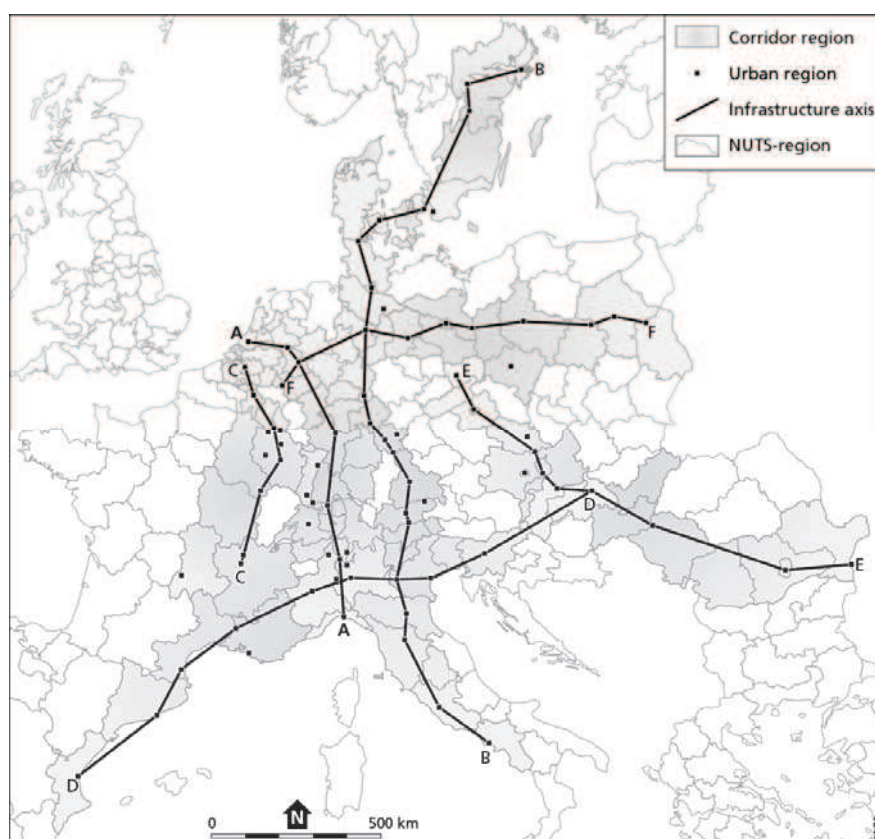 Corridor region
Urban region
Infrastructure axis
NUTS-region
B
A
C
F
E
F
D
E
C
A
B
D
N
0 500 km